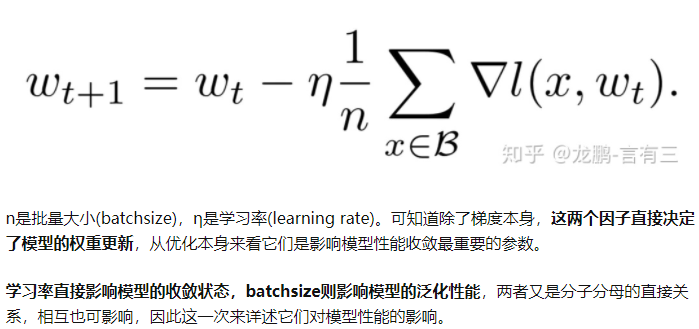 w_{t+1} = w_t - η \frac{1}{n} \sum_{x∈\mathcal{B}} ∇l(x, w_t).
知乎 @龙鹏-言有三
n是批量大小(batchsize)，η是学习率(learning rate)。可知道除了梯度本身，这两个因子直接决定
了模型的权重更新，从优化本身来看它们是影响模型性能收敛最重要的参数。
学习率直接影响模型的收敛状态，batchsize则影响模型的泛化性能，两者又是分子分母的直接关
系，相互也可影响，因此这一次来详述它们对模型性能的影响。